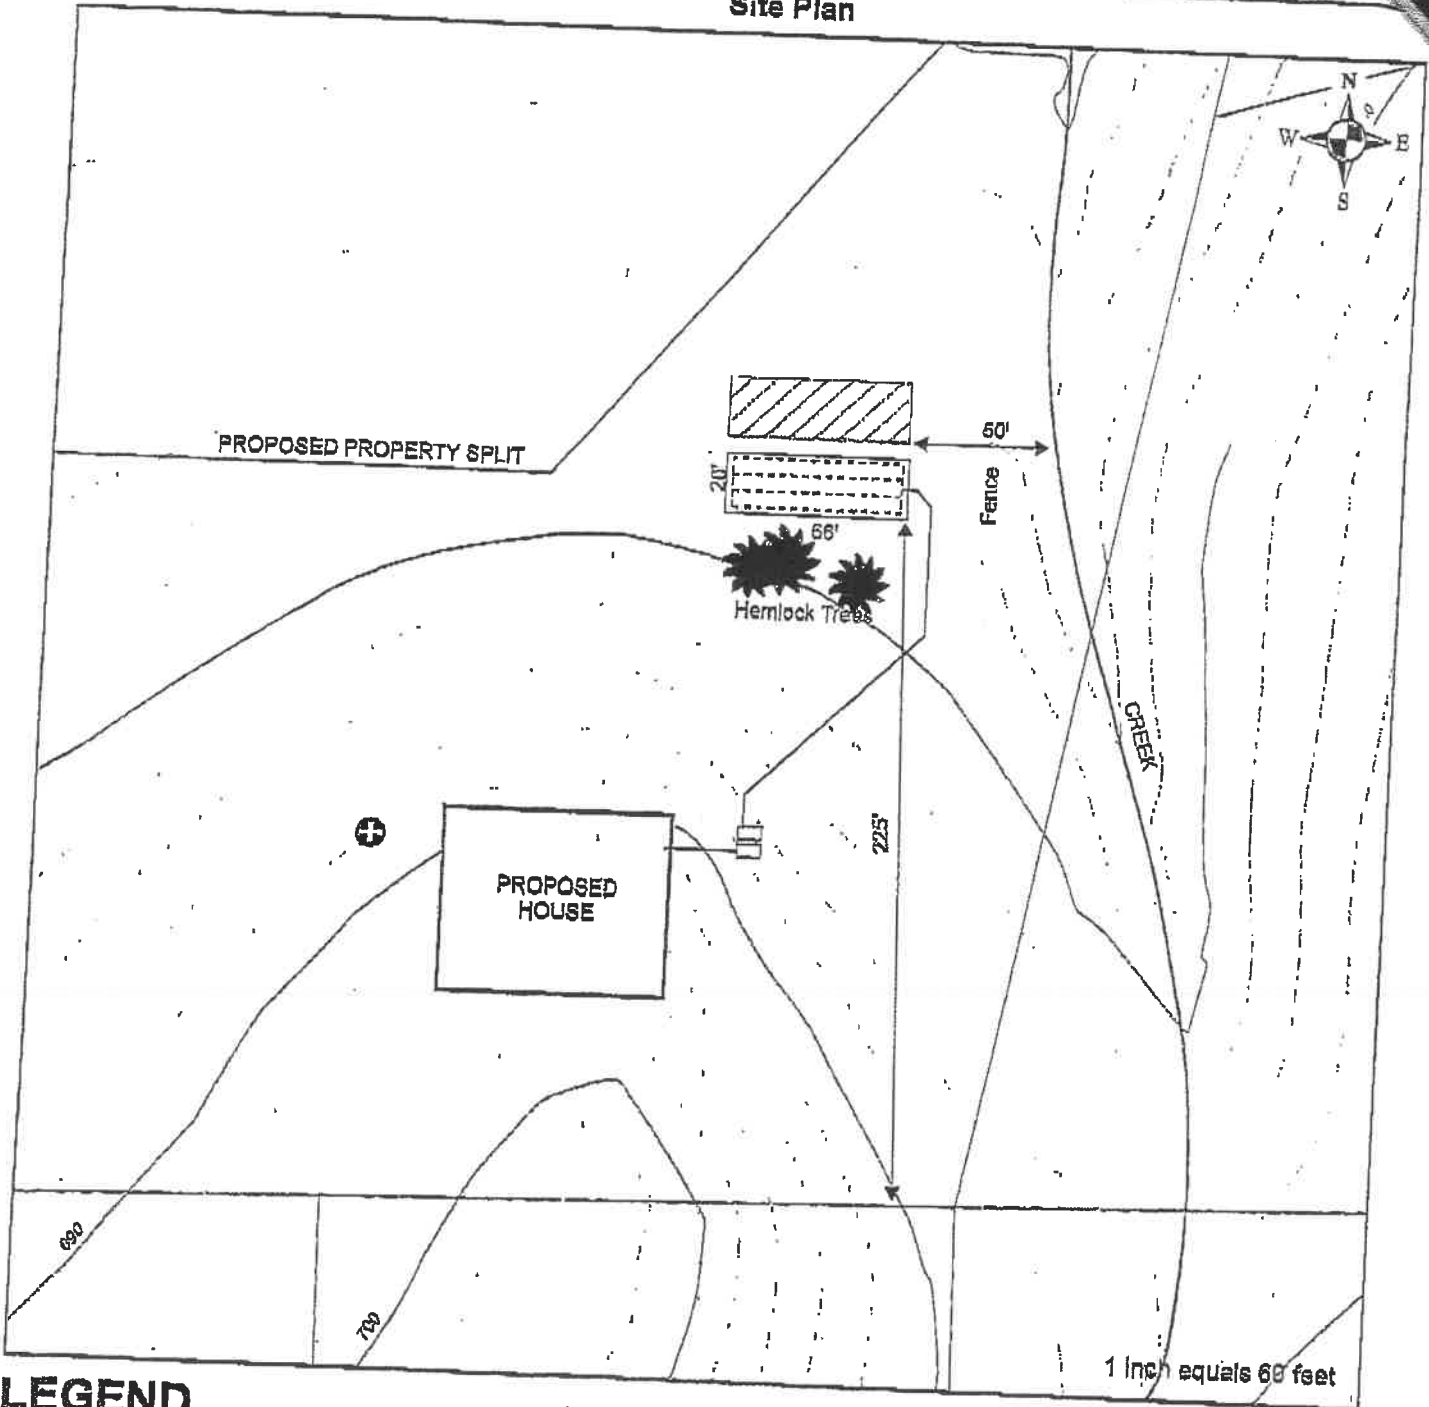 Site Plan
N
W E
S
PROPOSED PROPERTY SPLIT
50'
Fence
20'
66'
Hemlock Trees
CREEK
225'
PROPOSED
HOUSE
690
700
1 inch equals 60 feet
LEGEND